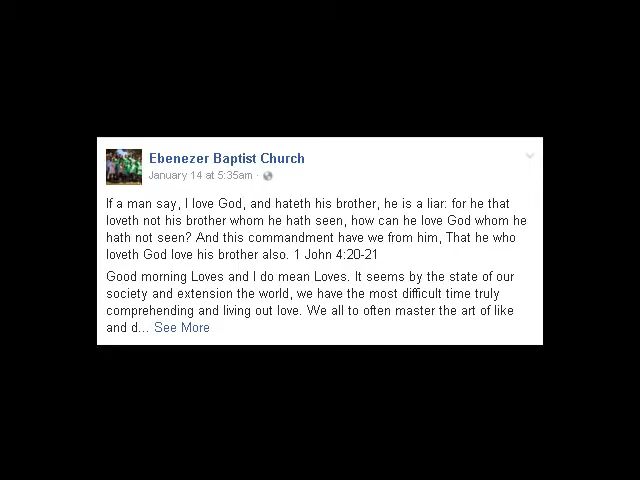 Ebenezer Baptist Church
January 14 at 5:35am ·
If a man say, I love God, and hateth his brother, he is a liar: for he that
loveth not his brother whom he hath seen, how can he love God whom he
hath not seen? And this commandment have we from him, That he who
loveth God love his brother also. 1 John 4:20-21
Good morning Loves and I do mean Loves. It seems by the state of our
society and extension the world, we have the most difficult time truly
comprehending and living out love. We all to often master the art of like
and d... See More